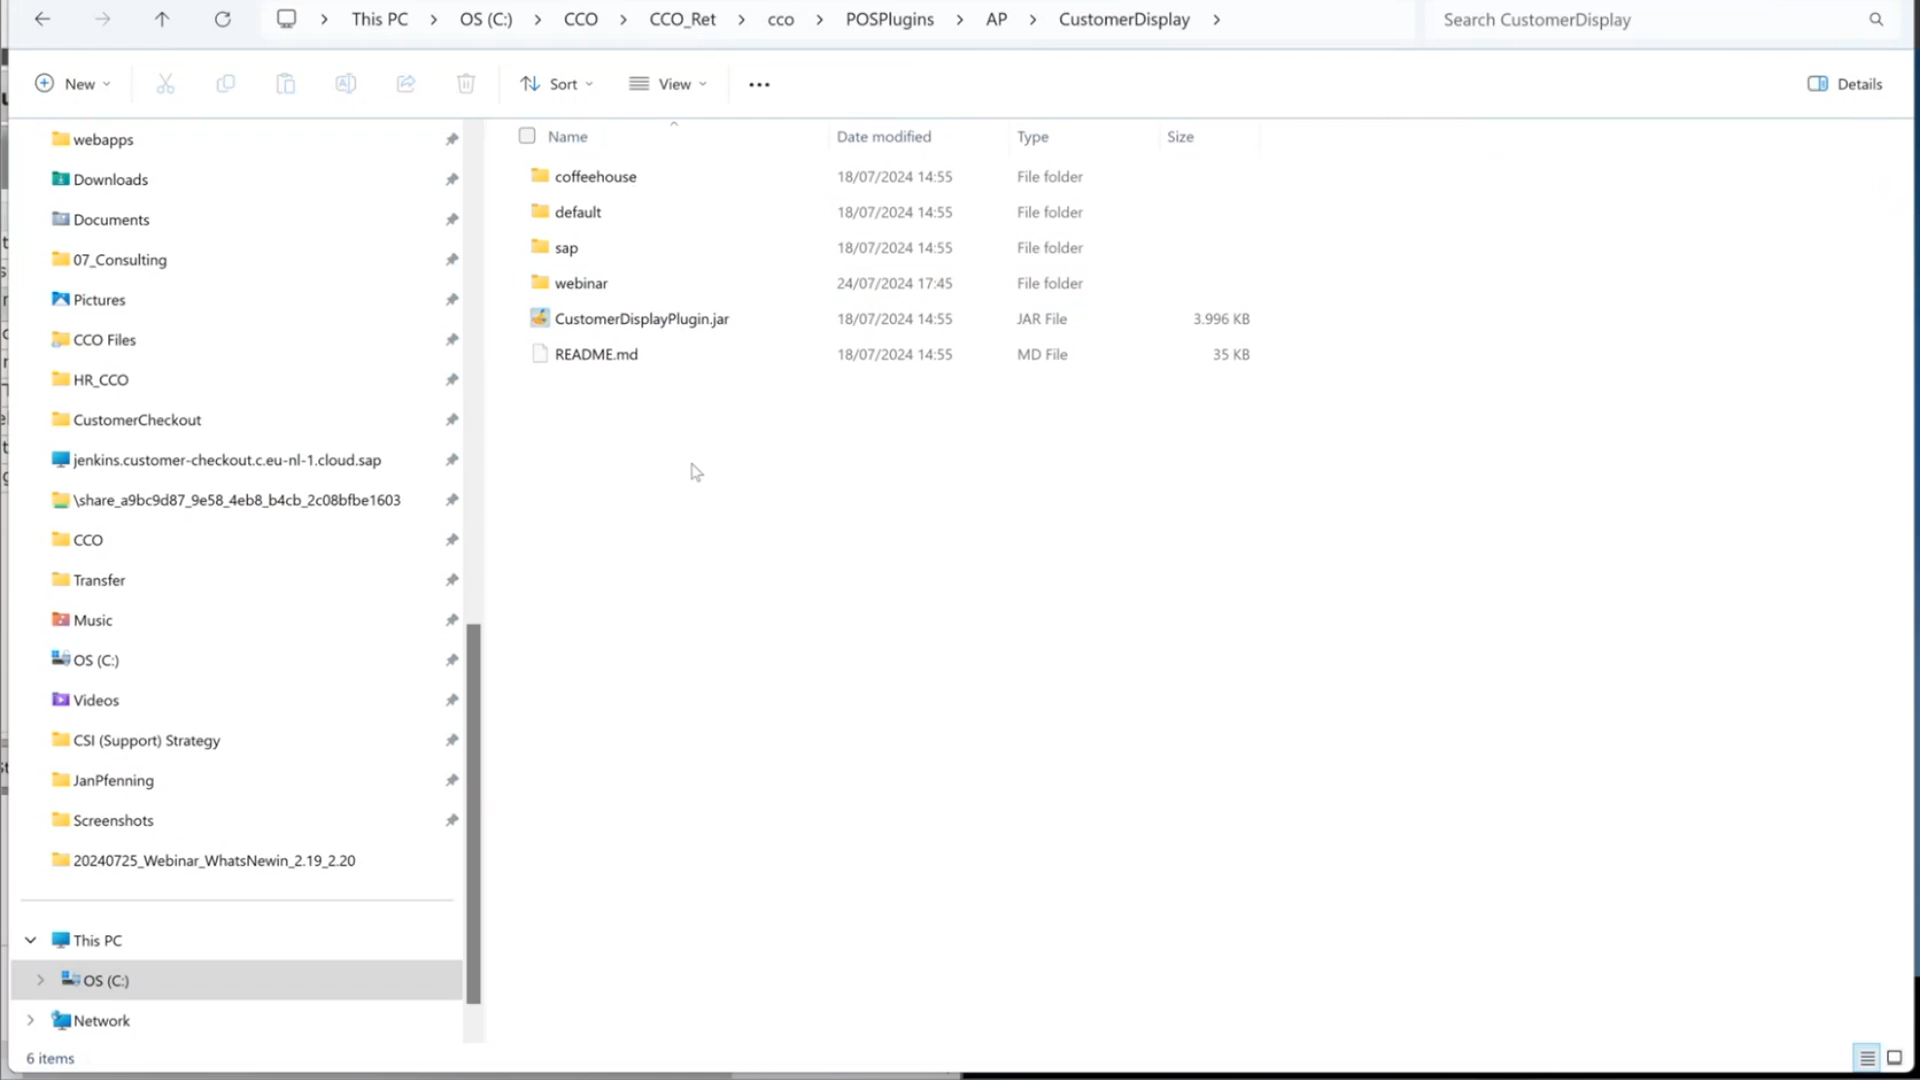 This PC > OS (C:) > CCO > CCO_Ret > cco > POSPlugins > AP > CustomerDisplay >
Search CustomerDisplay
New
Sort
View
Details
Name Date modified Type Size
coffeehouse 18/07/2024 14:55 File folder
default 18/07/2024 14:55 File folder
sap 18/07/2024 14:55 File folder
webinar 24/07/2024 17:45 File folder
CustomerDisplayPlugin.jar 18/07/2024 14:55 JAR File 3.996 KB
README.md 18/07/2024 14:55 MD File 35 KB
webapps
Downloads
Documents
07_Consulting
Pictures
CCO Files
HR_CCO
CustomerCheckout
jenkins.customer-checkout.c.eu-nl-1.cloud.sap
\share_a9bc9d87_9e58_4eb8_b4cb_2c08bfbe1603
CCO
Transfer
Music
OS (C:)
Videos
CSI (Support) Strategy
JanPfenning
Screenshots
20240725_Webinar_WhatsNewin_2.19_2.20
This PC
OS (C:)
Network
6 items